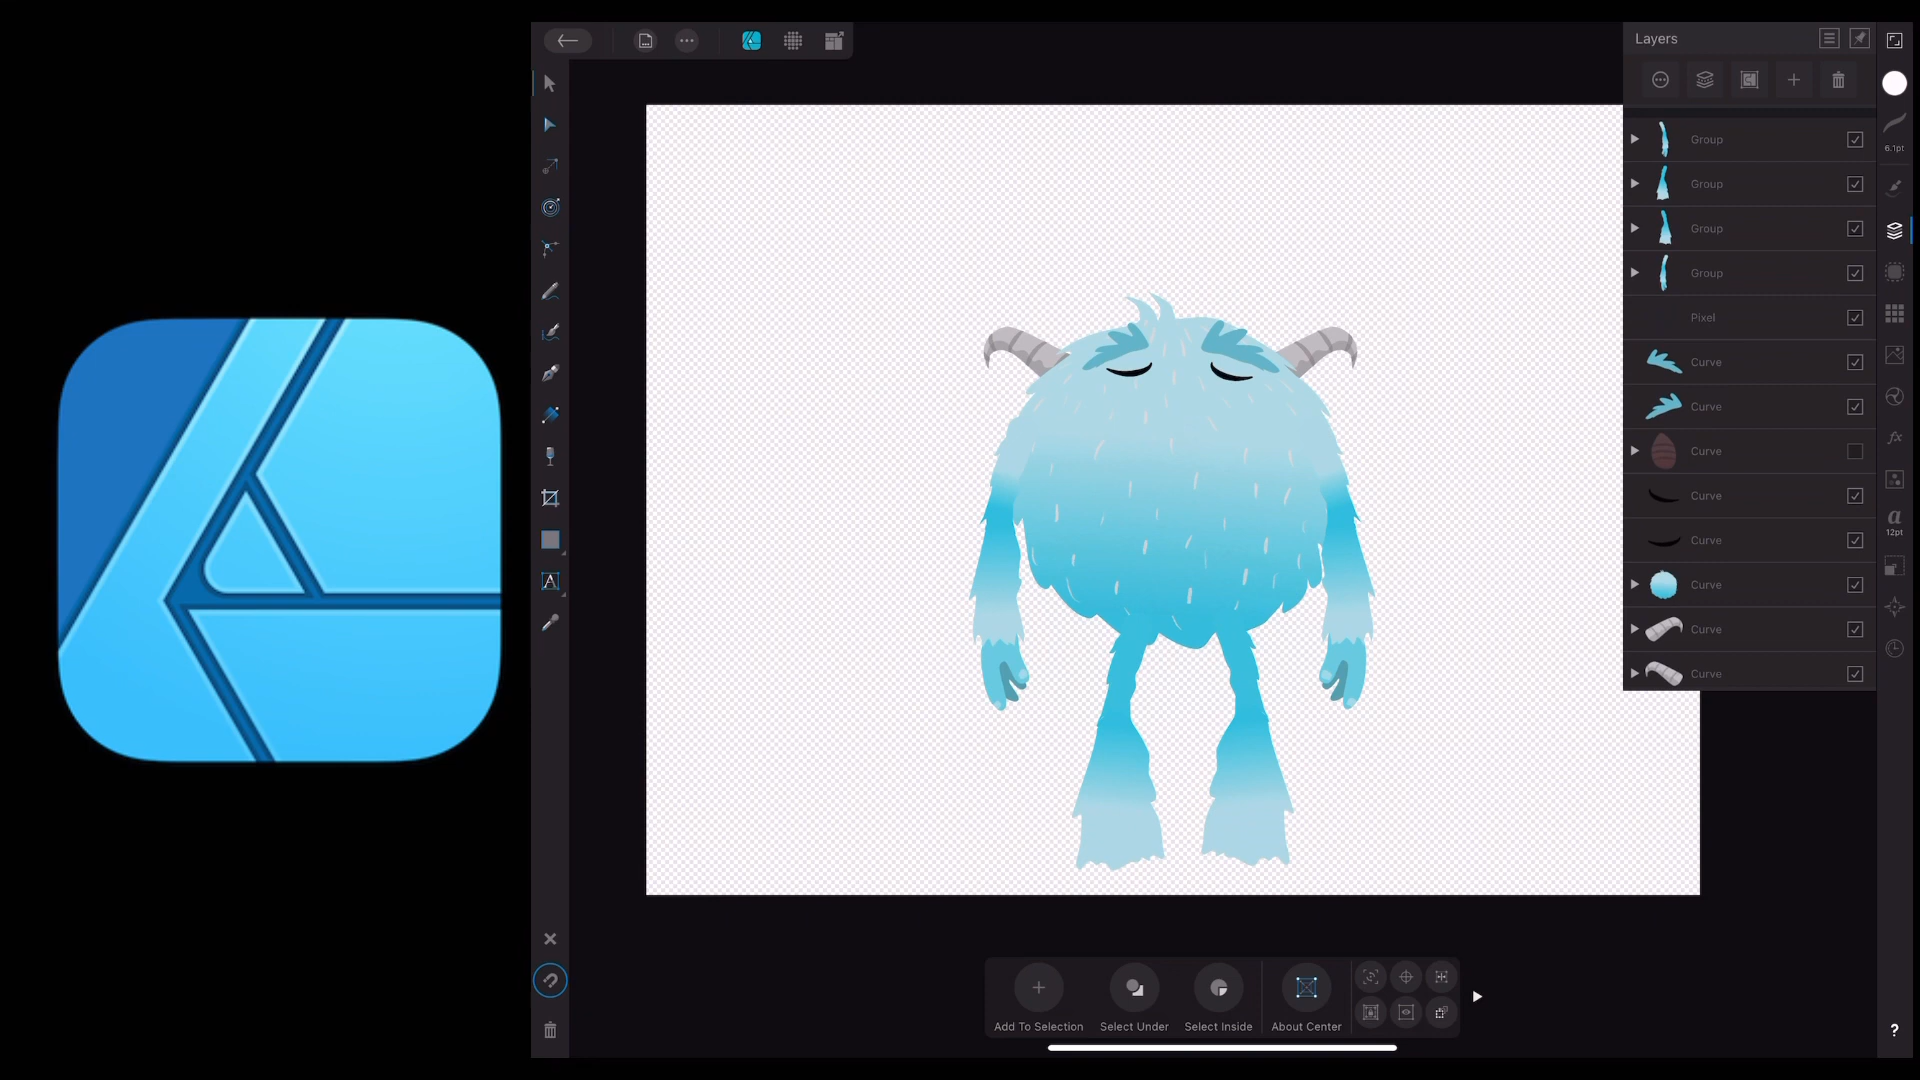 Layers
6.1pt
Group
Group
Group
Group
Pixel
Curve
Curve
Curve
Curve
Curve
Curve
Curve
Curve
a
12pt
fx
A
Add To Selection
Select Under
Select Inside
About Center
?